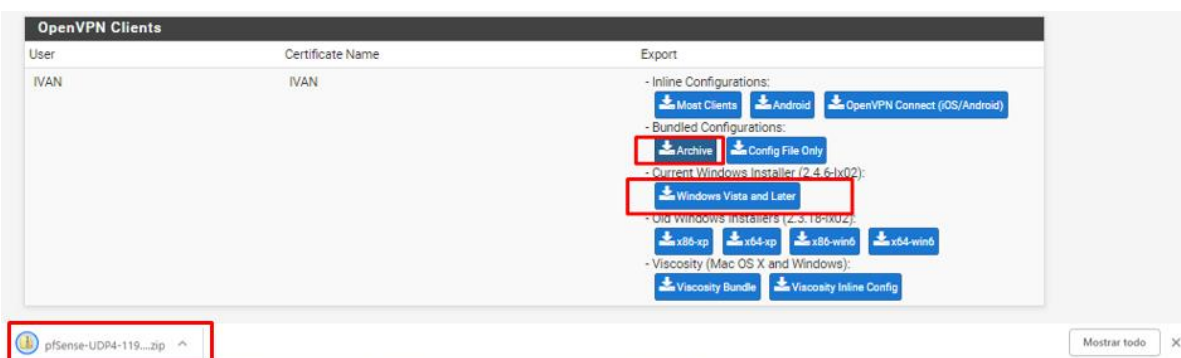 OpenVPN Clients
User Certificate Name Export
IVAN IVAN - Inline Configurations:
Most Clients Android OpenVPN Connect (iOS/Android)
- Bundled Configurations:
Archive Config File Only
- Current Windows Installer (2.4.6-Ix02):
Windows Vista and Later
- Old Windows Installers (2.3.18-Ix02):
x86-xp x64-xp x86-win6 x64-win6
- Viscosity (Mac OS X and Windows):
Viscosity Bundle Viscosity Inline Config
pfSense-UDP4-119....zip Mostrar todo